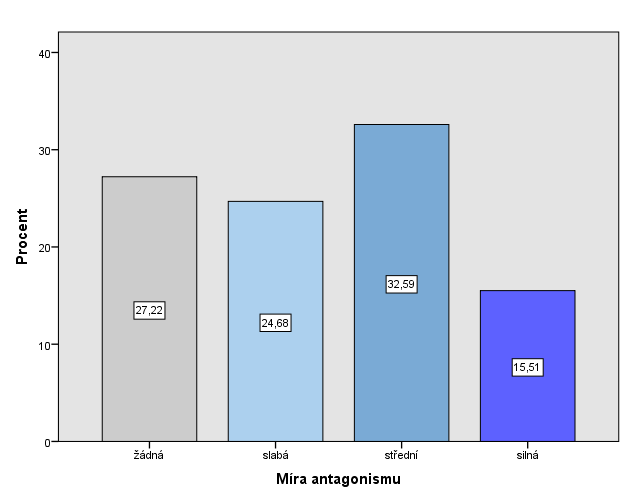 Procent
40
30
20
10
0
27,22
24,68
32,59
15,51
žádná
slabá
střední
silná
Míra antagonismu